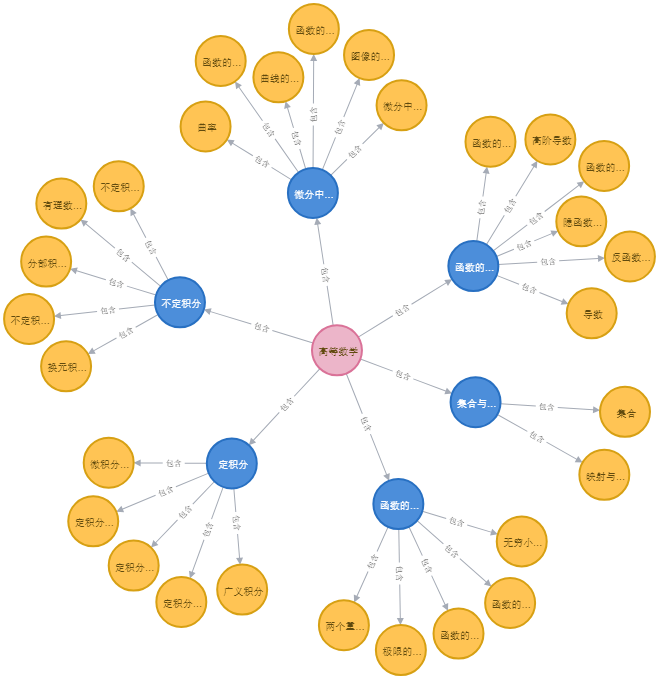 函数的...
函数的...
曲线的...
图像的...
微分中...
曲率
包含
包含
包含
包含
包含
包含
微分中...
函数的...
高阶导数
函数的...
隐函数...
反函数...
导数
包含
包含
包含
包含
包含
包含
函数的...
不定积...
有理数...
分部积...
不定积...
换元积...
包含
包含
包含
包含
包含
不定积分
包含
包含
包含
高等数学
包含
包含
包含
集合与...
包含
包含
集合
映射与...
定积分
微积分...
包含
包含
包含
包含
包含
定积分...
定积分...
定积分...
广义积分
函数的...
包含
包含
包含
包含
包含
无穷小...
函数的...
函数的...
极限的...
两个重...